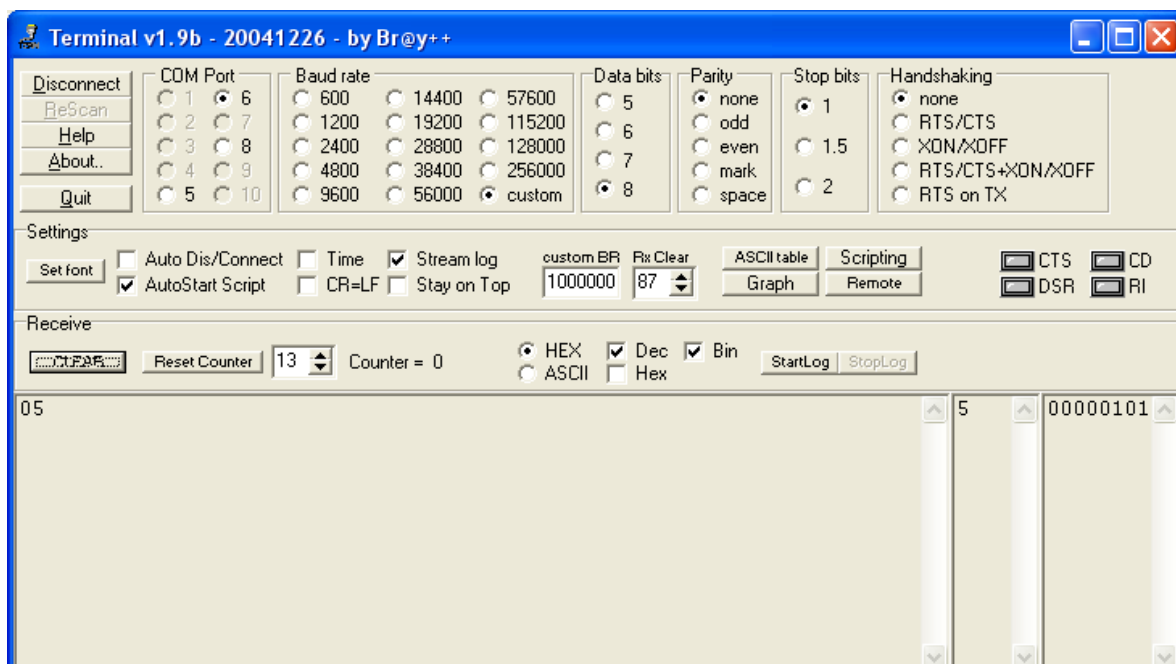 Terminal v1.9b - 20041226 - by Br@y++
Disconnect
ReScan
Help
About..
Quit
COM Port
1 6
2 7
3 8
4 9
5 10
Baud rate
600 14400 57600
1200 19200 115200
2400 28800 128000
4800 38400 256000
9600 56000 custom
Data bits
5
6
7
8
Parity
none
odd
even
mark
space
Stop bits
1
1.5
2
Handshaking
none
RTS/CTS
XON/XOFF
RTS/CTS+XON/XOFF
RTS on TX
Settings
Set font
Auto Dis/Connect Time Stream log
AutoStart Script CR=LF Stay on Top
custom BR Rx Clear
1000000 87
ASCII table Scripting
Graph Remote
CTS CD
DSR RI
Receive
CLEAR Reset Counter 13 Counter = 0
HEX Dec Bin
ASCII Hex
StartLog StopLog
05 5 00000101